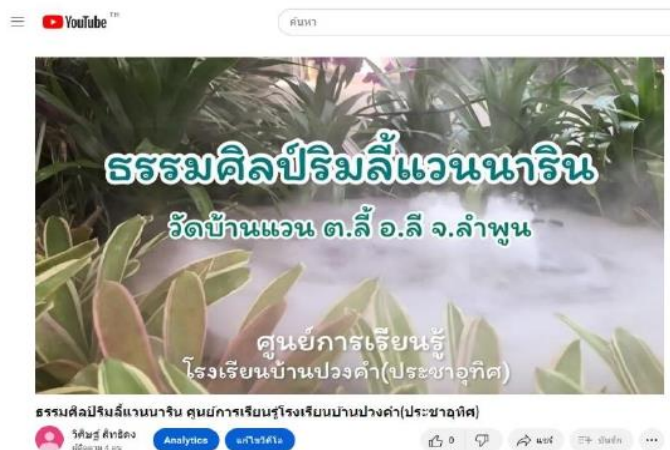 YouTube TH
ค้นหา
ธรรมศิลป์ริมลี้แวนนาริน
วัดบ้านแวน ต.ลี้ อ.ลี จ.ลำพูน
ศูนย์การเรียนรู้
โรงเรียนบ้านปวงคำ(ประชาอุทิศ)
ธรรมศิลป์ริมลี้แวนนาริน ศูนย์การเรียนรู้โรงเรียนบ้านปวงคำ(ประชาอุทิศ)
Analytics แก้ไขวิดีโอ 0 แชร์ บันทึก